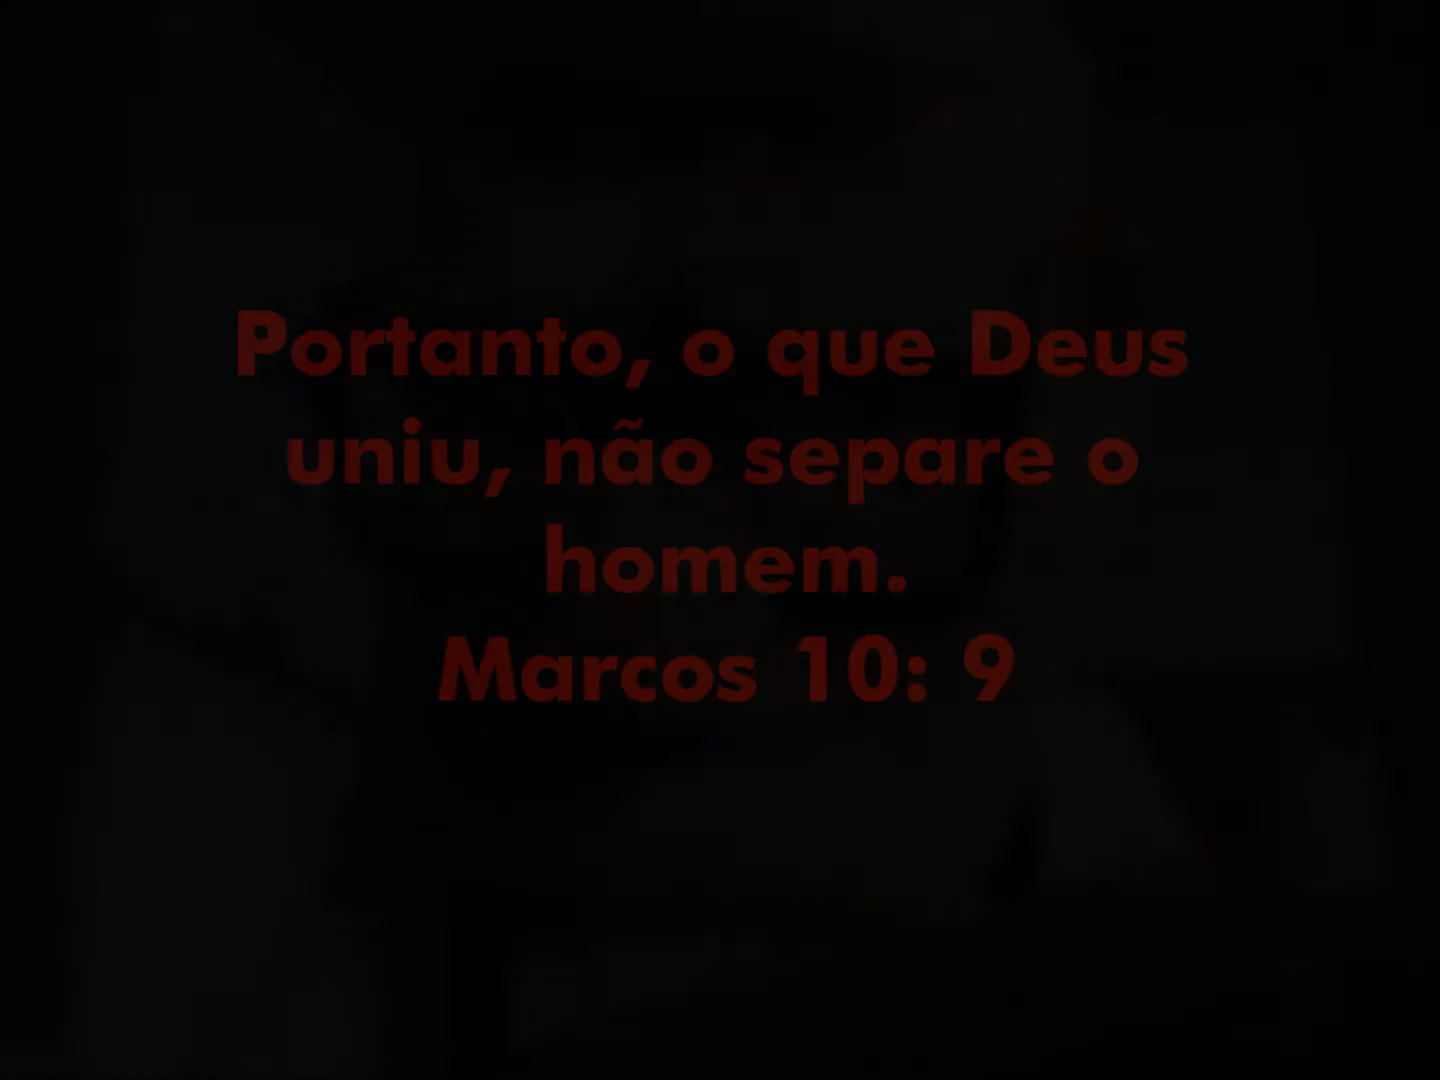 Portanto, o que Deus
uniu, não separe o
homem.
Marcos 10: 9